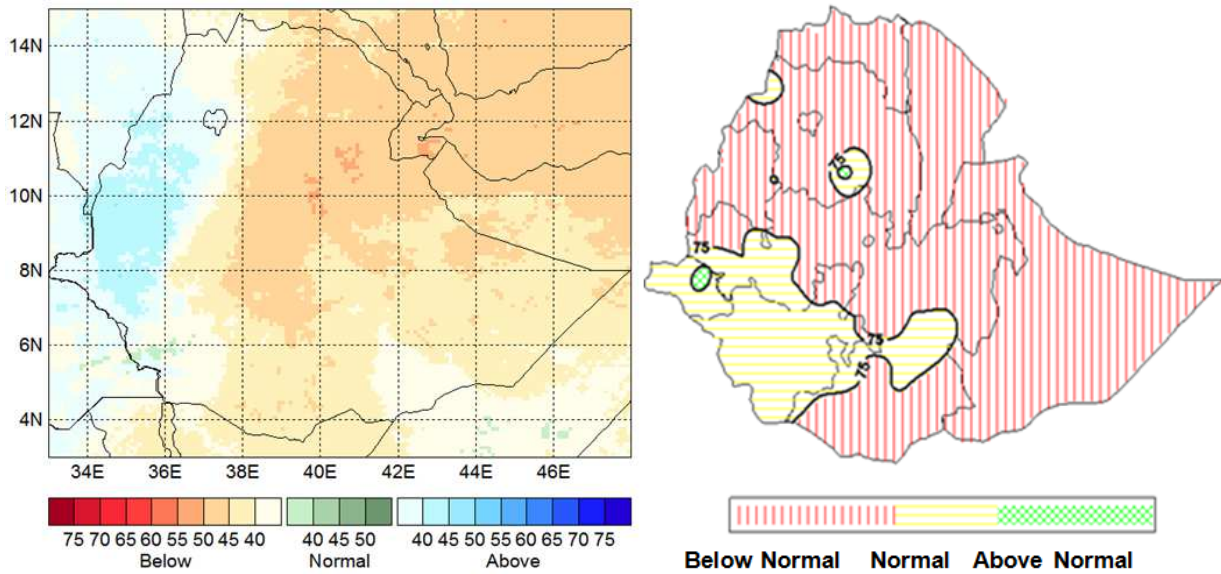 14N
12N
10N
8N
6N
4N
34E 36E 38E 40E 42E 44E 46E
75 70 65 60 55 50 45 40
Below
40 45 50
Normal
40 45 50 55 60 65 70 75
Above
75
75
75
75
Below Normal Normal Above Normal